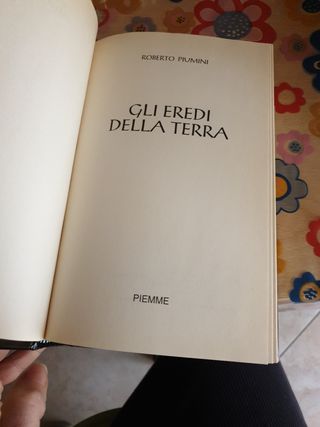 ROBERTO PIUMINI
GLI EREDI
DELLA TERRA
PIEMME